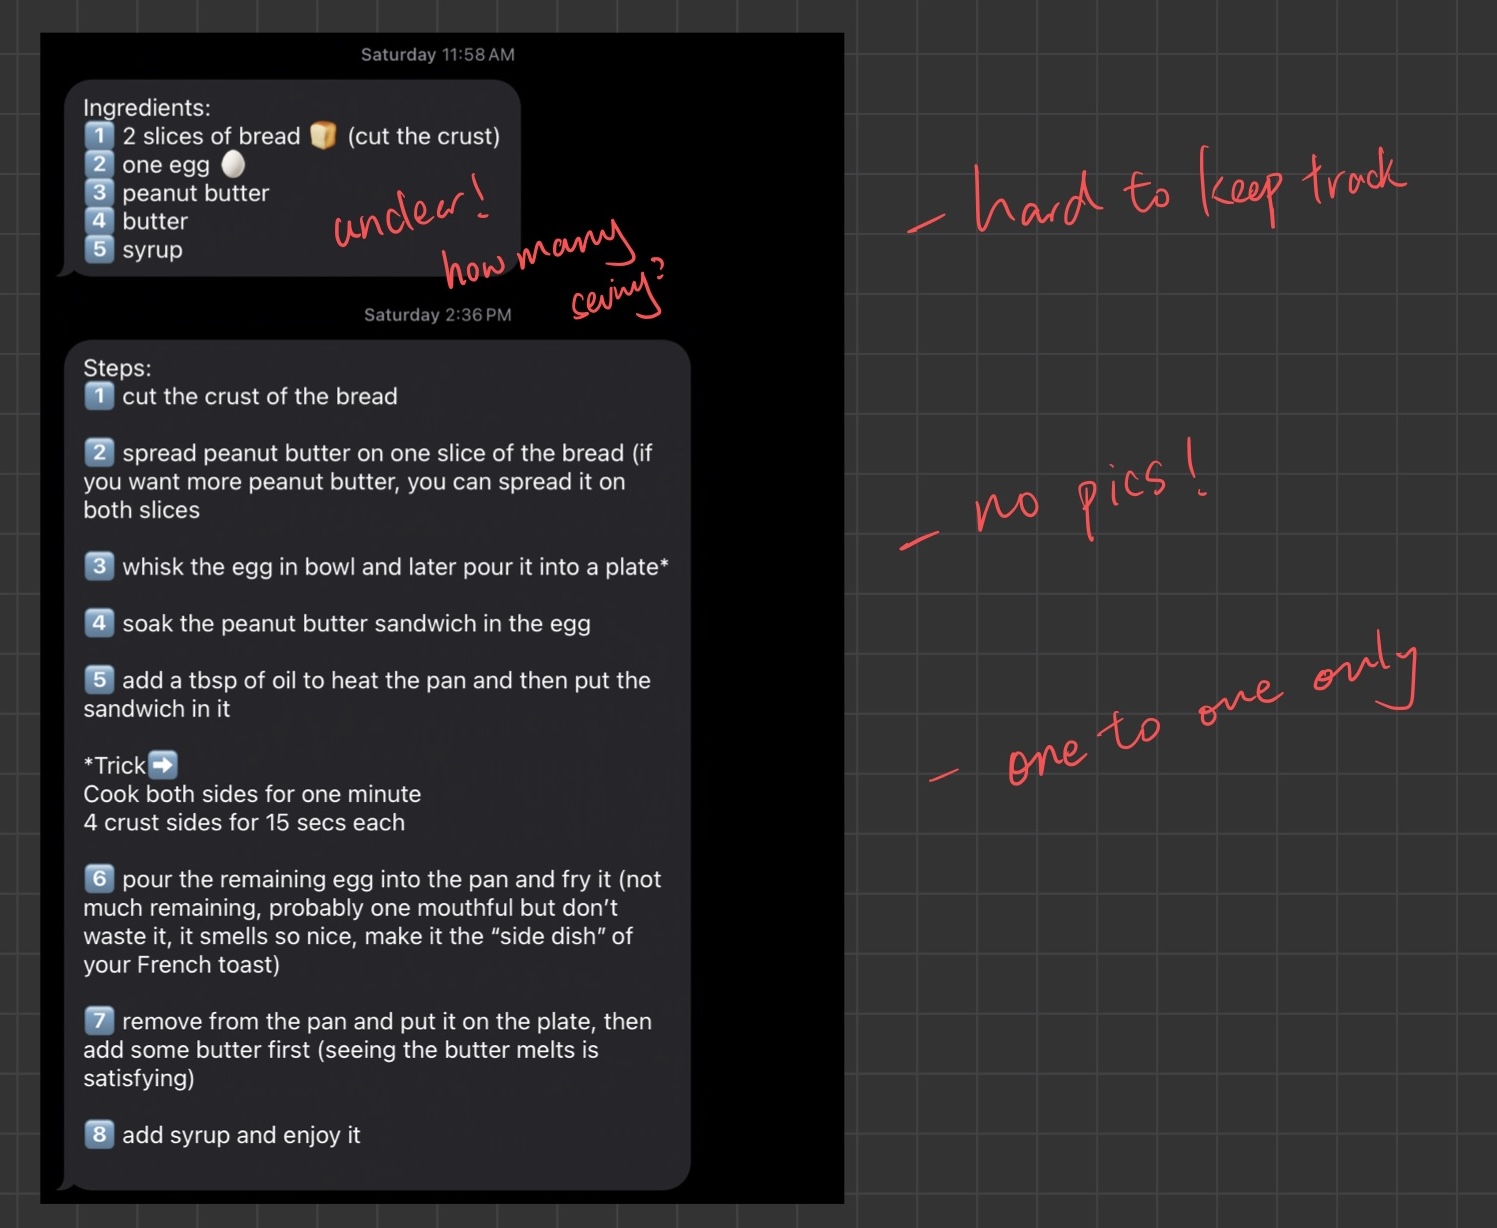 Saturday 11:58 AM
Ingredients:
1️⃣ 2 slices of bread 🍞 (cut the crust)
2️⃣ one egg 🥚
3️⃣ peanut butter
4️⃣ butter
5️⃣ syrup
unclear!
how many
serving?
Saturday 2:36 PM
Steps:
1️⃣ cut the crust of the bread
2️⃣ spread peanut butter on one slice of the bread (if
you want more peanut butter, you can spread it on
both slices
3️⃣ whisk the egg in bowl and later pour it into a plate*
4️⃣ soak the peanut butter sandwich in the egg
5️⃣ add a tbsp of oil to heat the pan and then put the
sandwich in it
*Trick➡️
Cook both sides for one minute
4 crust sides for 15 secs each
6️⃣ pour the remaining egg into the pan and fry it (not
much remaining, probably one mouthful but don’t
waste it, it smells so nice, make it the “side dish” of
your French toast)
7️⃣ remove from the pan and put it on the plate, then
add some butter first (seeing the butter melts is
satisfying)
8️⃣ add syrup and enjoy it
- hard to keep track
- no pics!
- one to one only